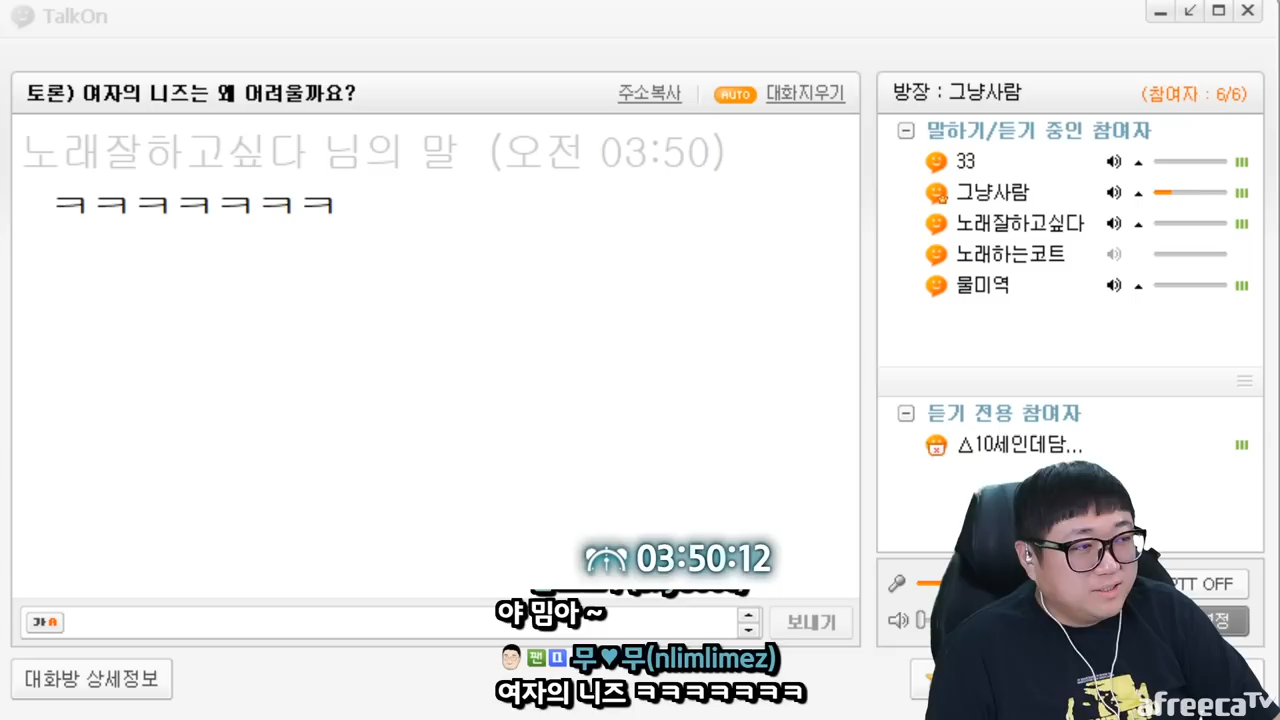 TalkOn
토론) 여자의 니즈는 왜 어려울까요?
주소복사
AUTO
대화지우기
노래잘하고싶다 님의 말 (오전 03:50)
ㅋㅋㅋㅋㅋㅋㅋ
방장 : 그냥사람
(참여자 : 6/6)
말하기/듣기 중인 참여자
33
그냥사람
노래잘하고싶다
노래하는코트
물미역
듣기 전용 참여자
△10세인데담...
03:50:12
야 밈아 ~
짼 미 무♥무(nlimlimez)
여자의 니즈 ㅋㅋㅋㅋㅋㅋㅋ
가A
보내기
PTT OFF
정
대화방 상세정보
afreecaTV